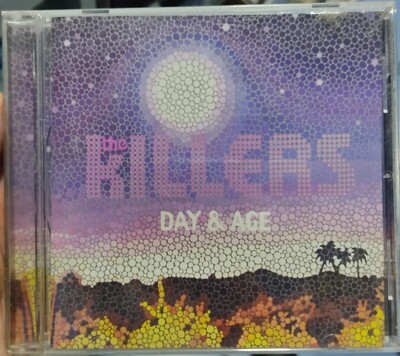 the
KILLERS
DAY & AGE